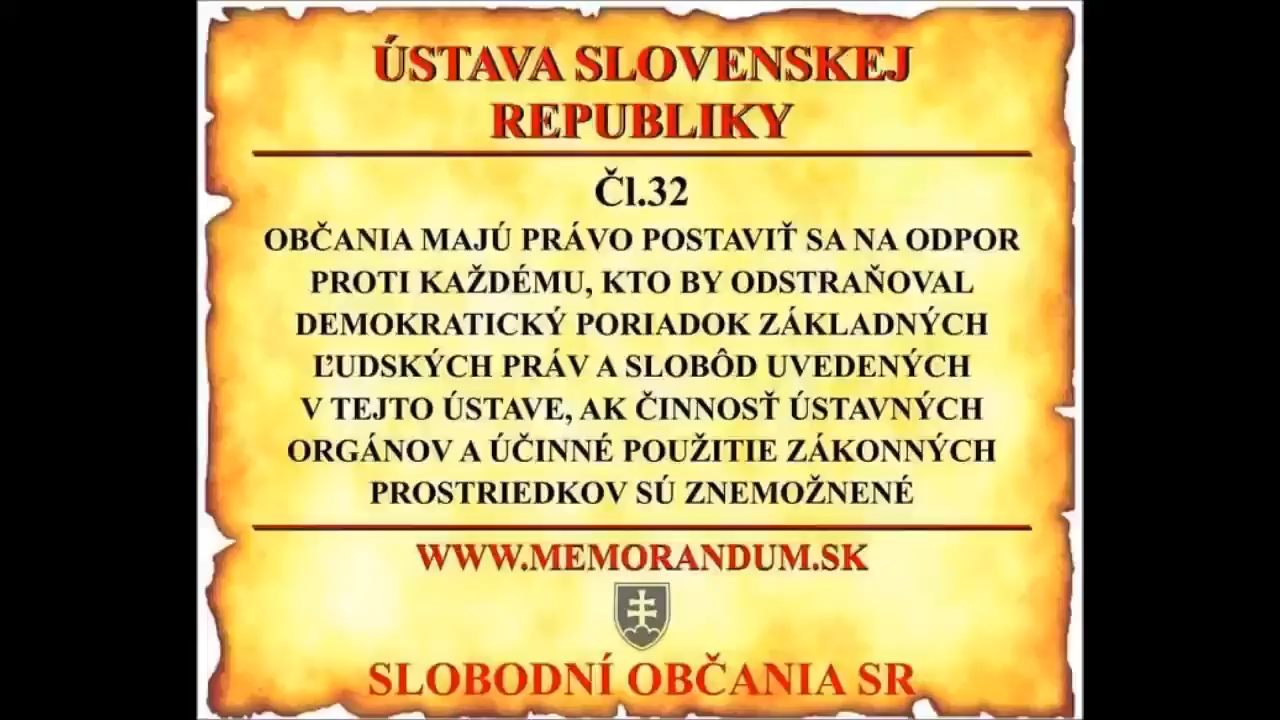 ÚSTAVA SLOVENSKEJ
REPUBLIKY
Čl.32
OBČANIA MAJÚ PRÁVO POSTAVIŤ SA NA ODPOR
PROTI KAŽDÉMU, KTO BY ODSTRAŇOVAL
DEMOKRATICKÝ PORIADOK ZÁKLADNÝCH
ĽUDSKÝCH PRÁV A SLOBÔD UVEDENÝCH
V TEJTO ÚSTAVE, AK ČINNOSŤ ÚSTAVNÝCH
ORGÁNOV A ÚČINNÉ POUŽITIE ZÁKONNÝCH
PROSTRIEDKOV SÚ ZNEMOŽNENÉ
WWW.MEMORANDUM.SK
SLOBODNÍ OBČANIA SR